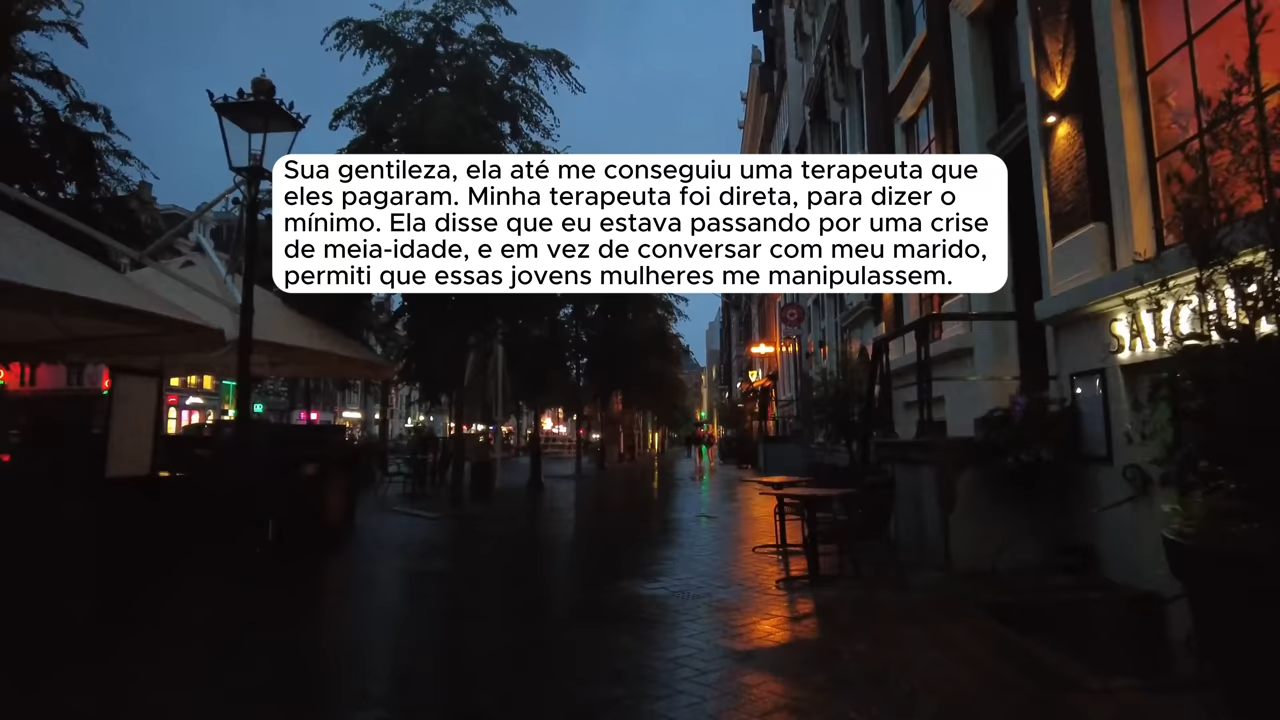 Sua gentileza, ela até me conseguiu uma terapeuta que
eles pagaram. Minha terapeuta foi direta, para dizer o
mínimo. Ela disse que eu estava passando por uma crise
de meia-idade, e em vez de conversar com meu marido,
permiti que essas jovens mulheres me manipulassem.